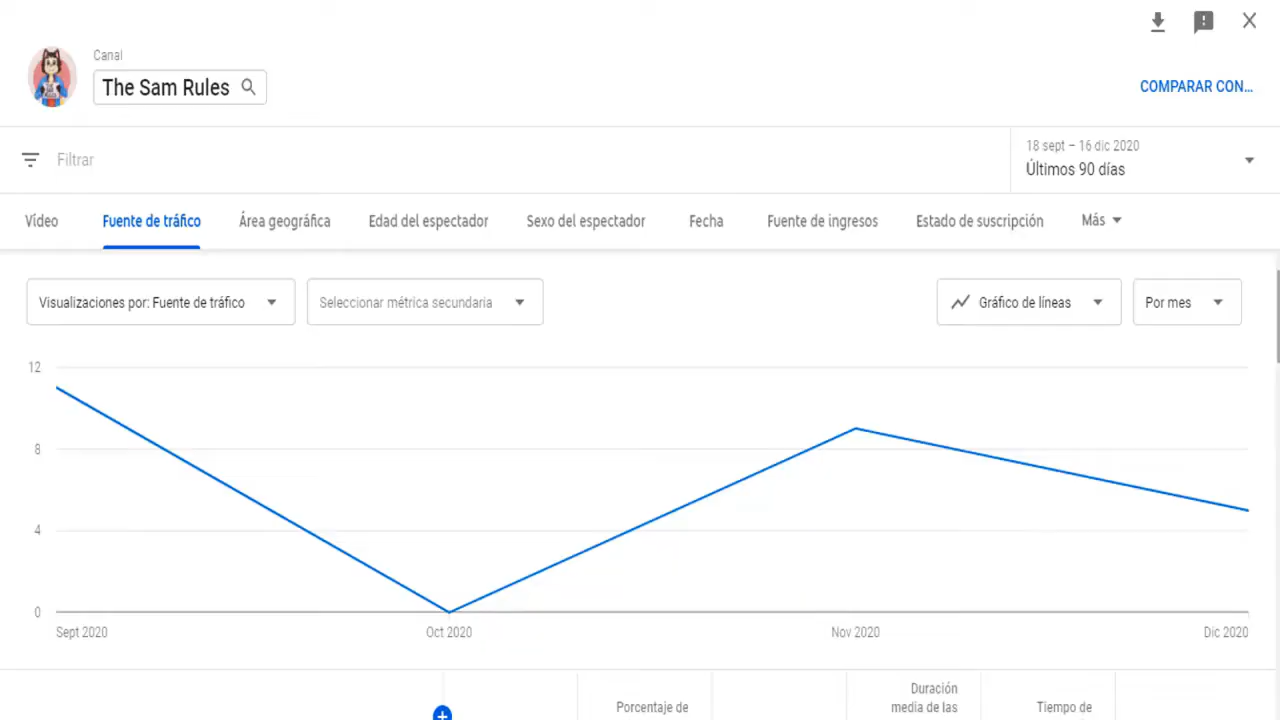 Canal
The Sam Rules
COMPARAR CON...
Filtrar
18 sept – 16 dic 2020
Últimos 90 días
Vídeo Fuente de tráfico Área geográfica Edad del espectador Sexo del espectador Fecha Fuente de ingresos Estado de suscripción Más
Visualizaciones por: Fuente de tráfico Seleccionar métrica secundaria Gráfico de líneas Por mes
12
8
4
0
Sept 2020 Oct 2020 Nov 2020 Dic 2020
Duración
Porcentaje de media de las Tiempo de